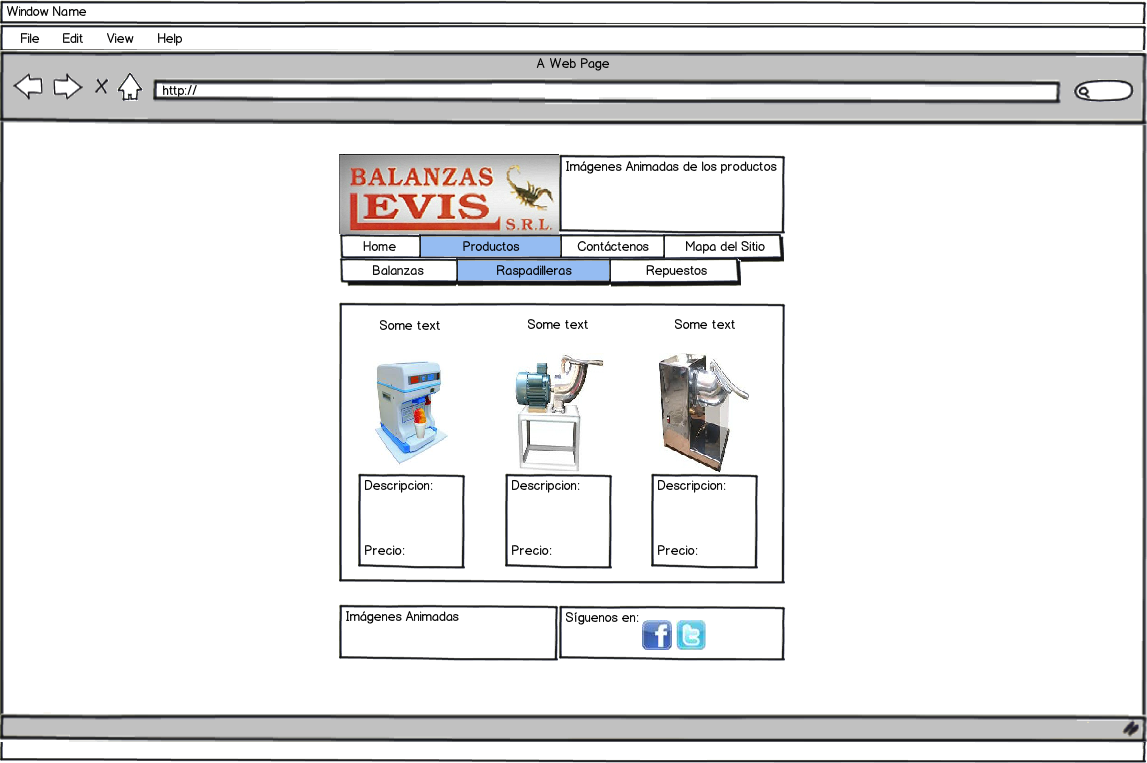 Window Name
File Edit View Help
A Web Page
http://
BALANZAS
LEVIS S.R.L.
Imágenes Animadas de los productos
Home Productos Contáctenos Mapa del Sitio
Balanzas Raspadilleras Repuestos
Some text Some text Some text
Descripcion: Descripcion: Descripcion:
Precio: Precio: Precio:
Imágenes Animadas
Síguenos en: